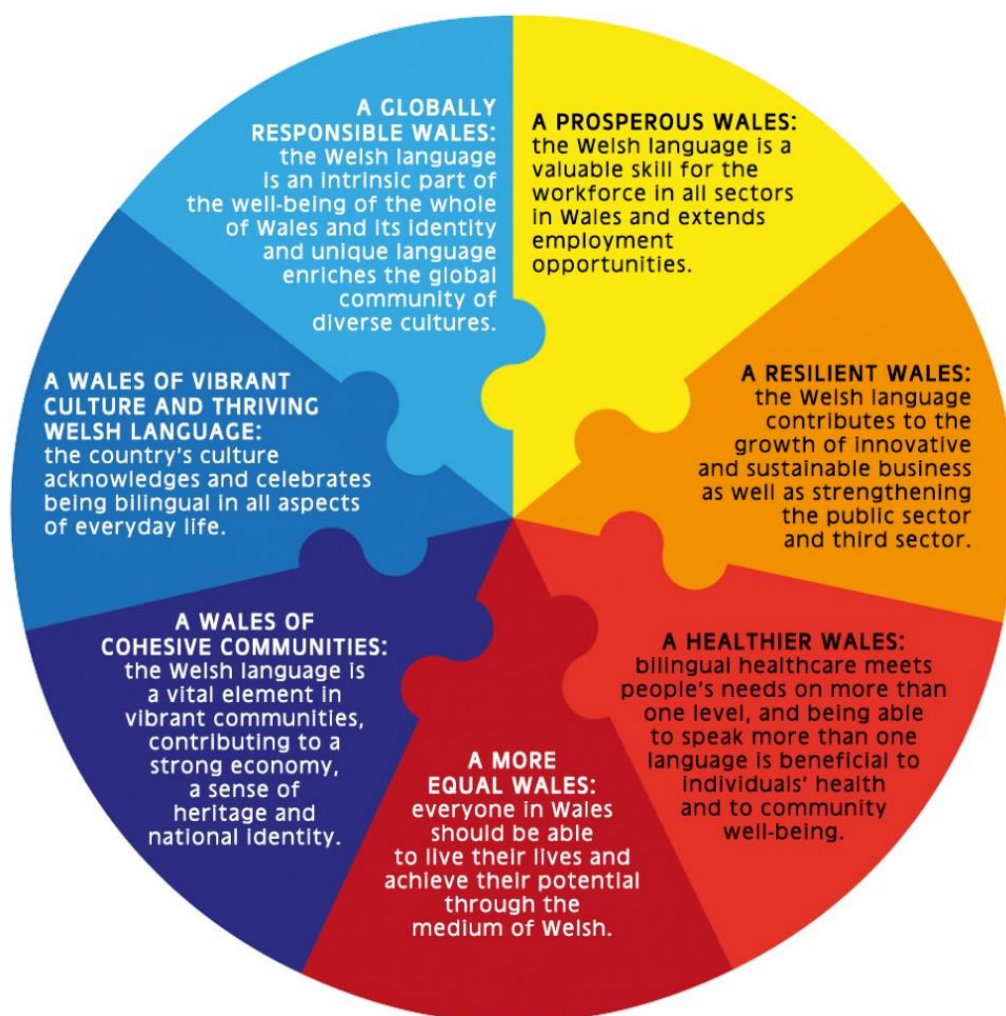 A GLOBALLY
RESPONSIBLE WALES:
the Welsh language
is an intrinsic part of
the well-being of the whole
of Wales and its identity
and unique language
enriches the global
community of
diverse cultures.
A PROSPEROUS WALES:
the Welsh language is a
valuable skill for the
workforce in all sectors
in Wales and extends
employment
opportunities.
A RESILIENT WALES:
the Welsh language
contributes to the
growth of innovative
and sustainable business
as well as strengthening
the public sector
and third sector.
A HEALTHIER WALES:
bilingual healthcare meets
people's needs on more than
one level, and being able
to speak more than one
language is beneficial to
individuals' health
and to community
well-being.
A MORE
EQUAL WALES:
everyone in Wales
should be able
to live their lives and
achieve their potential
through the
medium of Welsh.
A WALES OF
COHESIVE COMMUNITIES:
the Welsh language is
a vital element in
vibrant communities,
contributing to a
strong economy,
a sense of
heritage and
national identity.
A WALES OF VIBRANT
CULTURE AND THRIVING
WELSH LANGUAGE:
the country's culture
acknowledges and celebrates
being bilingual in all aspects
of everyday life.